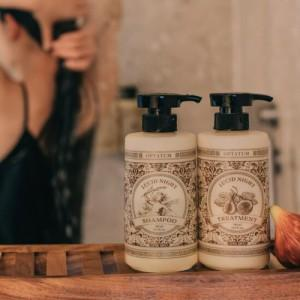 OPTATUM
LUCID NIGHT
SHAMPOO
OPTATUM
LUCID NIGHT
TREATMENT